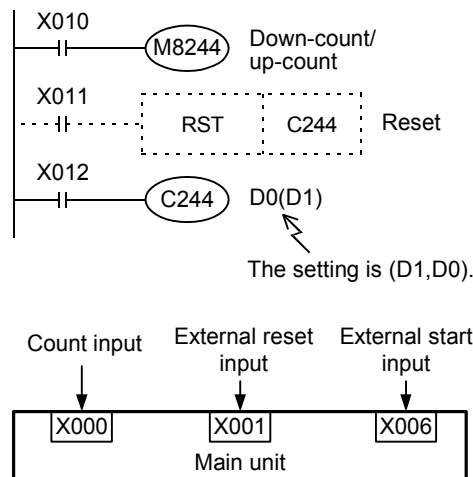 X010
M8244
Down-count/
up-count
X011
RST
C244
Reset
X012
C244
D0(D1)
The setting is (D1,D0).
Count input
External reset
input
External start
input
X000
X001
X006
Main unit